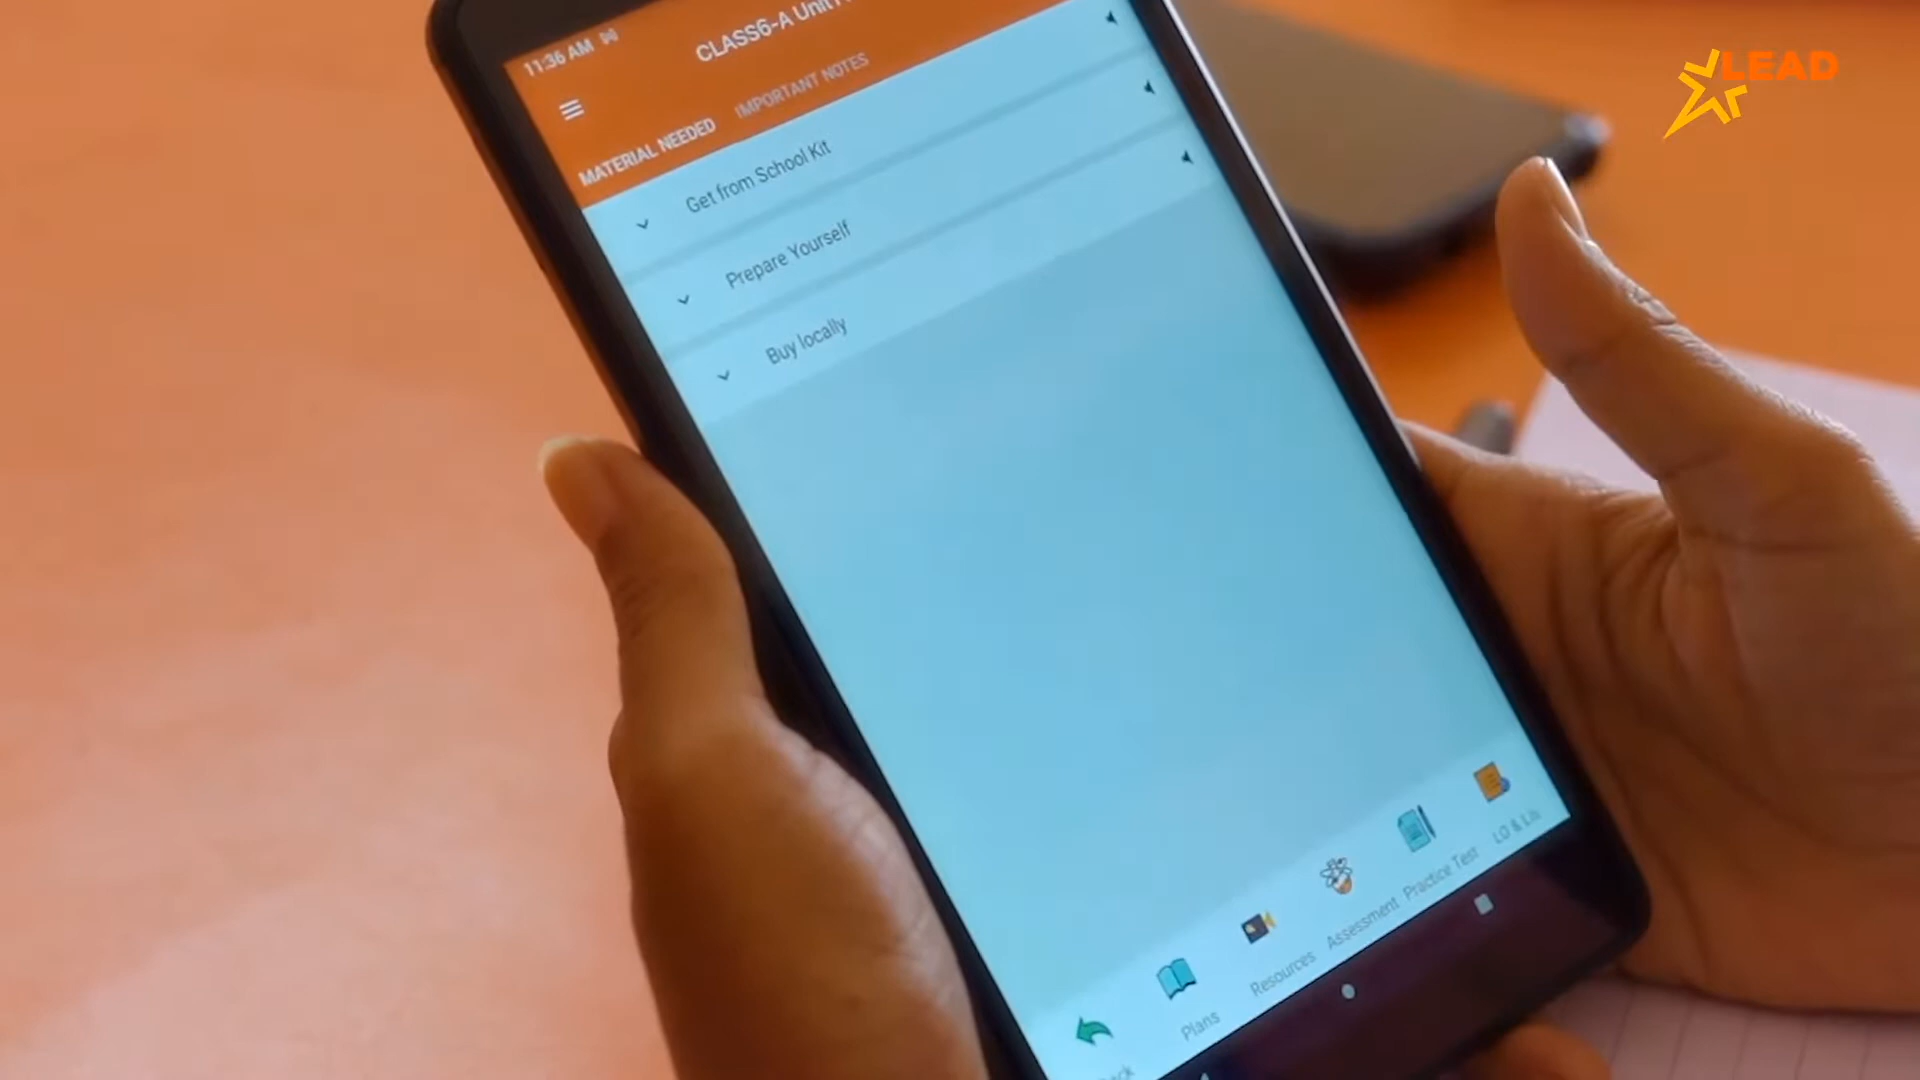 LEAD
11:36 AM
CLASS6-A Unit
MATERIAL NEEDED
IMPORTANT NOTES
Get from School Kit
Prepare Yourself
Buy locally
Plans
Resources
Assessment
Practice Test
LO &